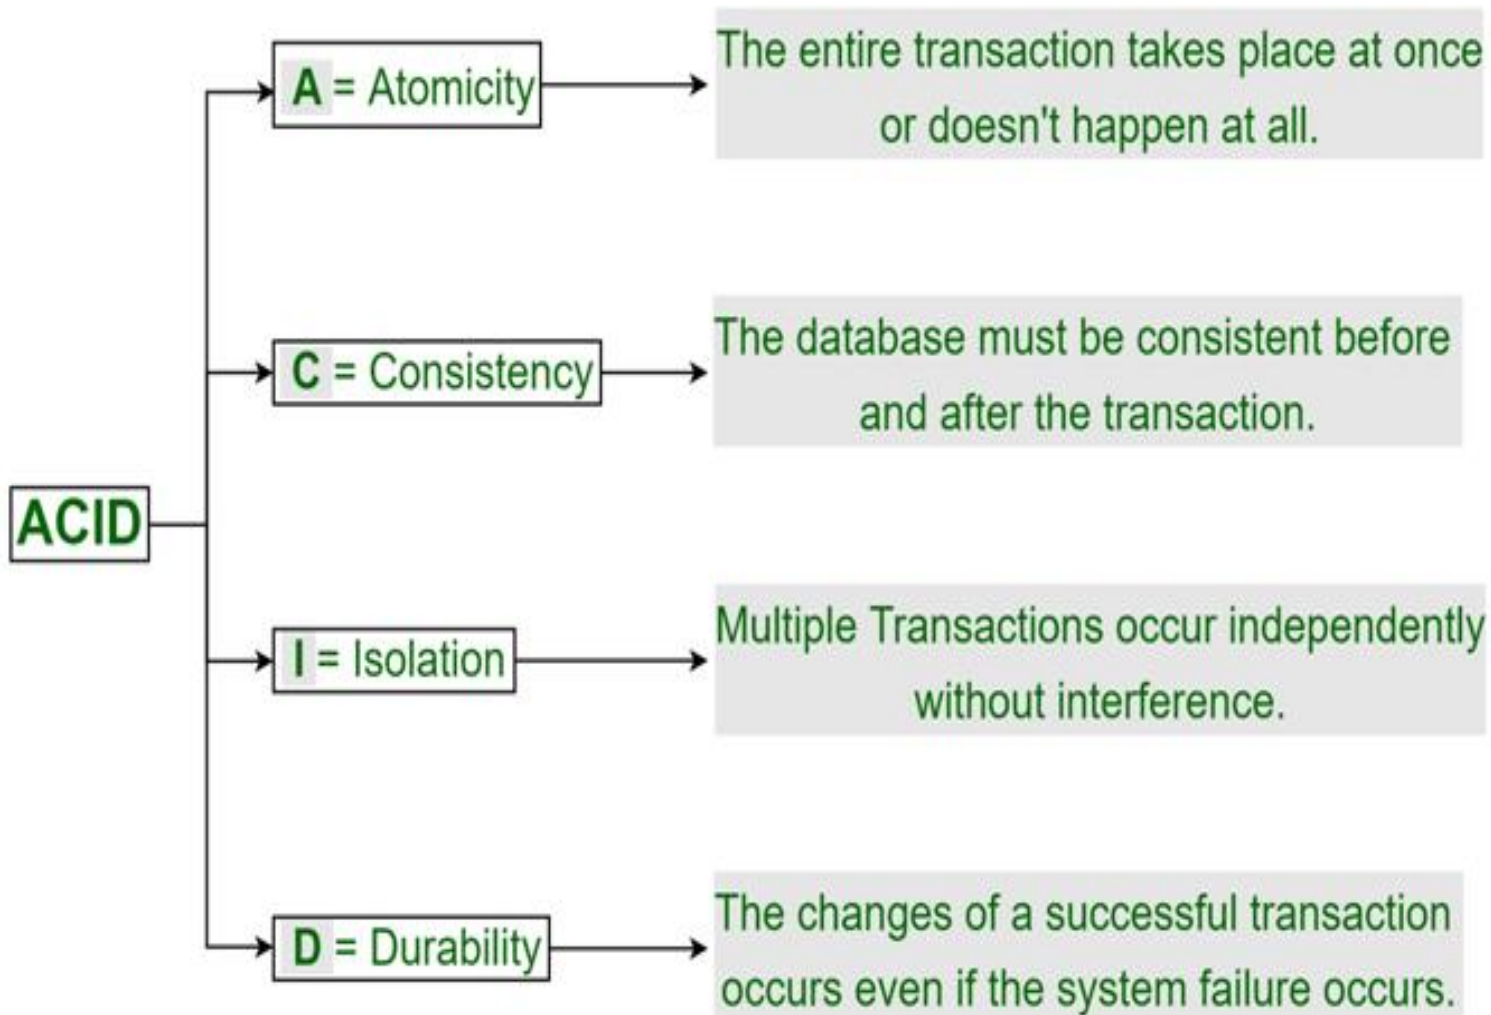 A = Atomicity
The entire transaction takes place at once
or doesn't happen at all.
C = Consistency
The database must be consistent before
and after the transaction.
ACID
I = Isolation
Multiple Transactions occur independently
without interference.
D = Durability
The changes of a successful transaction
occurs even if the system failure occurs.